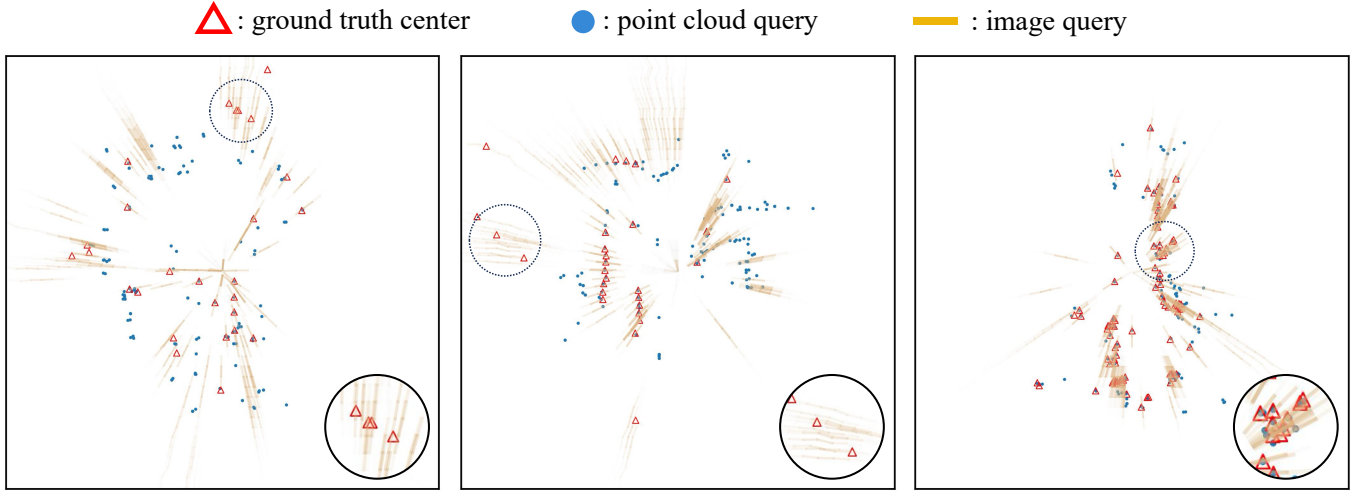 : ground truth center : point cloud query : image query